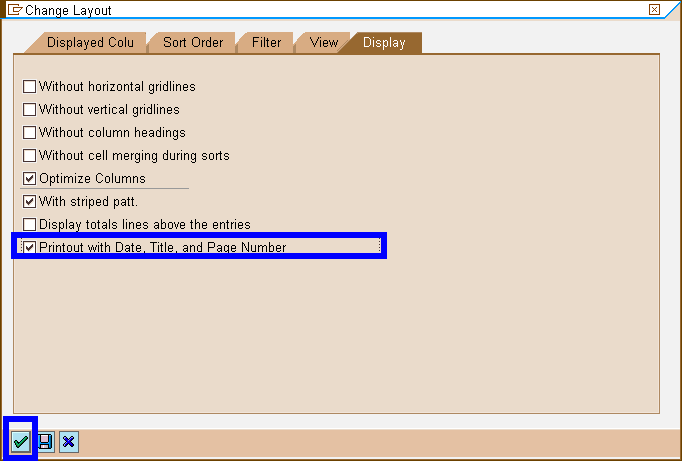 Change Layout
Displayed Colu Sort Order Filter View Display
Without horizontal gridlines
Without vertical gridlines
Without column headings
Without cell merging during sorts
Optimize Columns
With striped patt.
Display totals lines above the entries
Printout with Date, Title, and Page Number